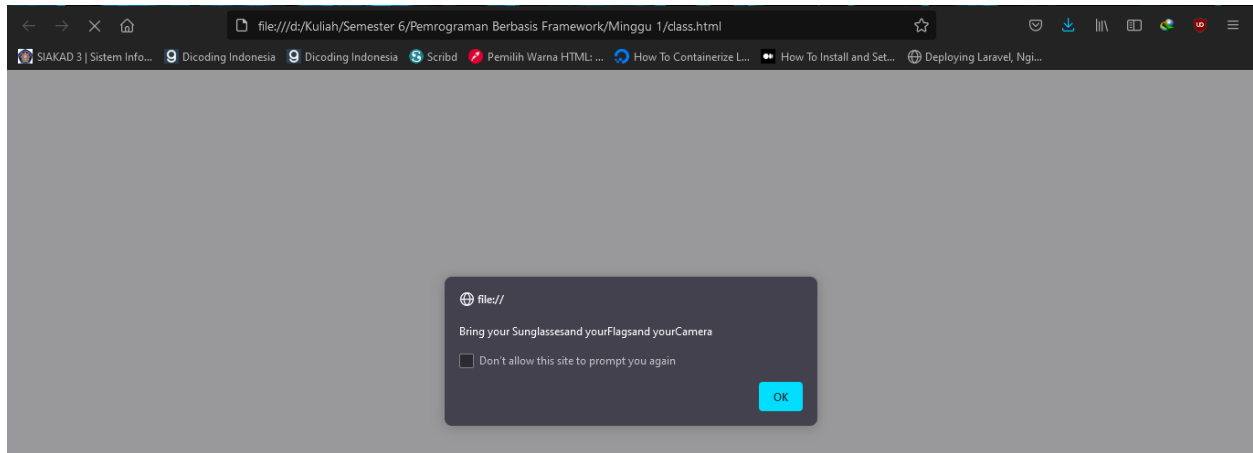 file:///d:/Kuliah/Semester 6/Pemrograman Berbasis Framework/Minggu 1/class.html
SIAKAD 3 | Sistem Info... Dicoding Indonesia Dicoding Indonesia Scribd Pemilih Warna HTML: ... How To Containerize L... How To Install and Set... Deploying Laravel, Ngi...
file://
Bring your Sunglassesand yourFlagsand yourCamera
Don't allow this site to prompt you again
OK